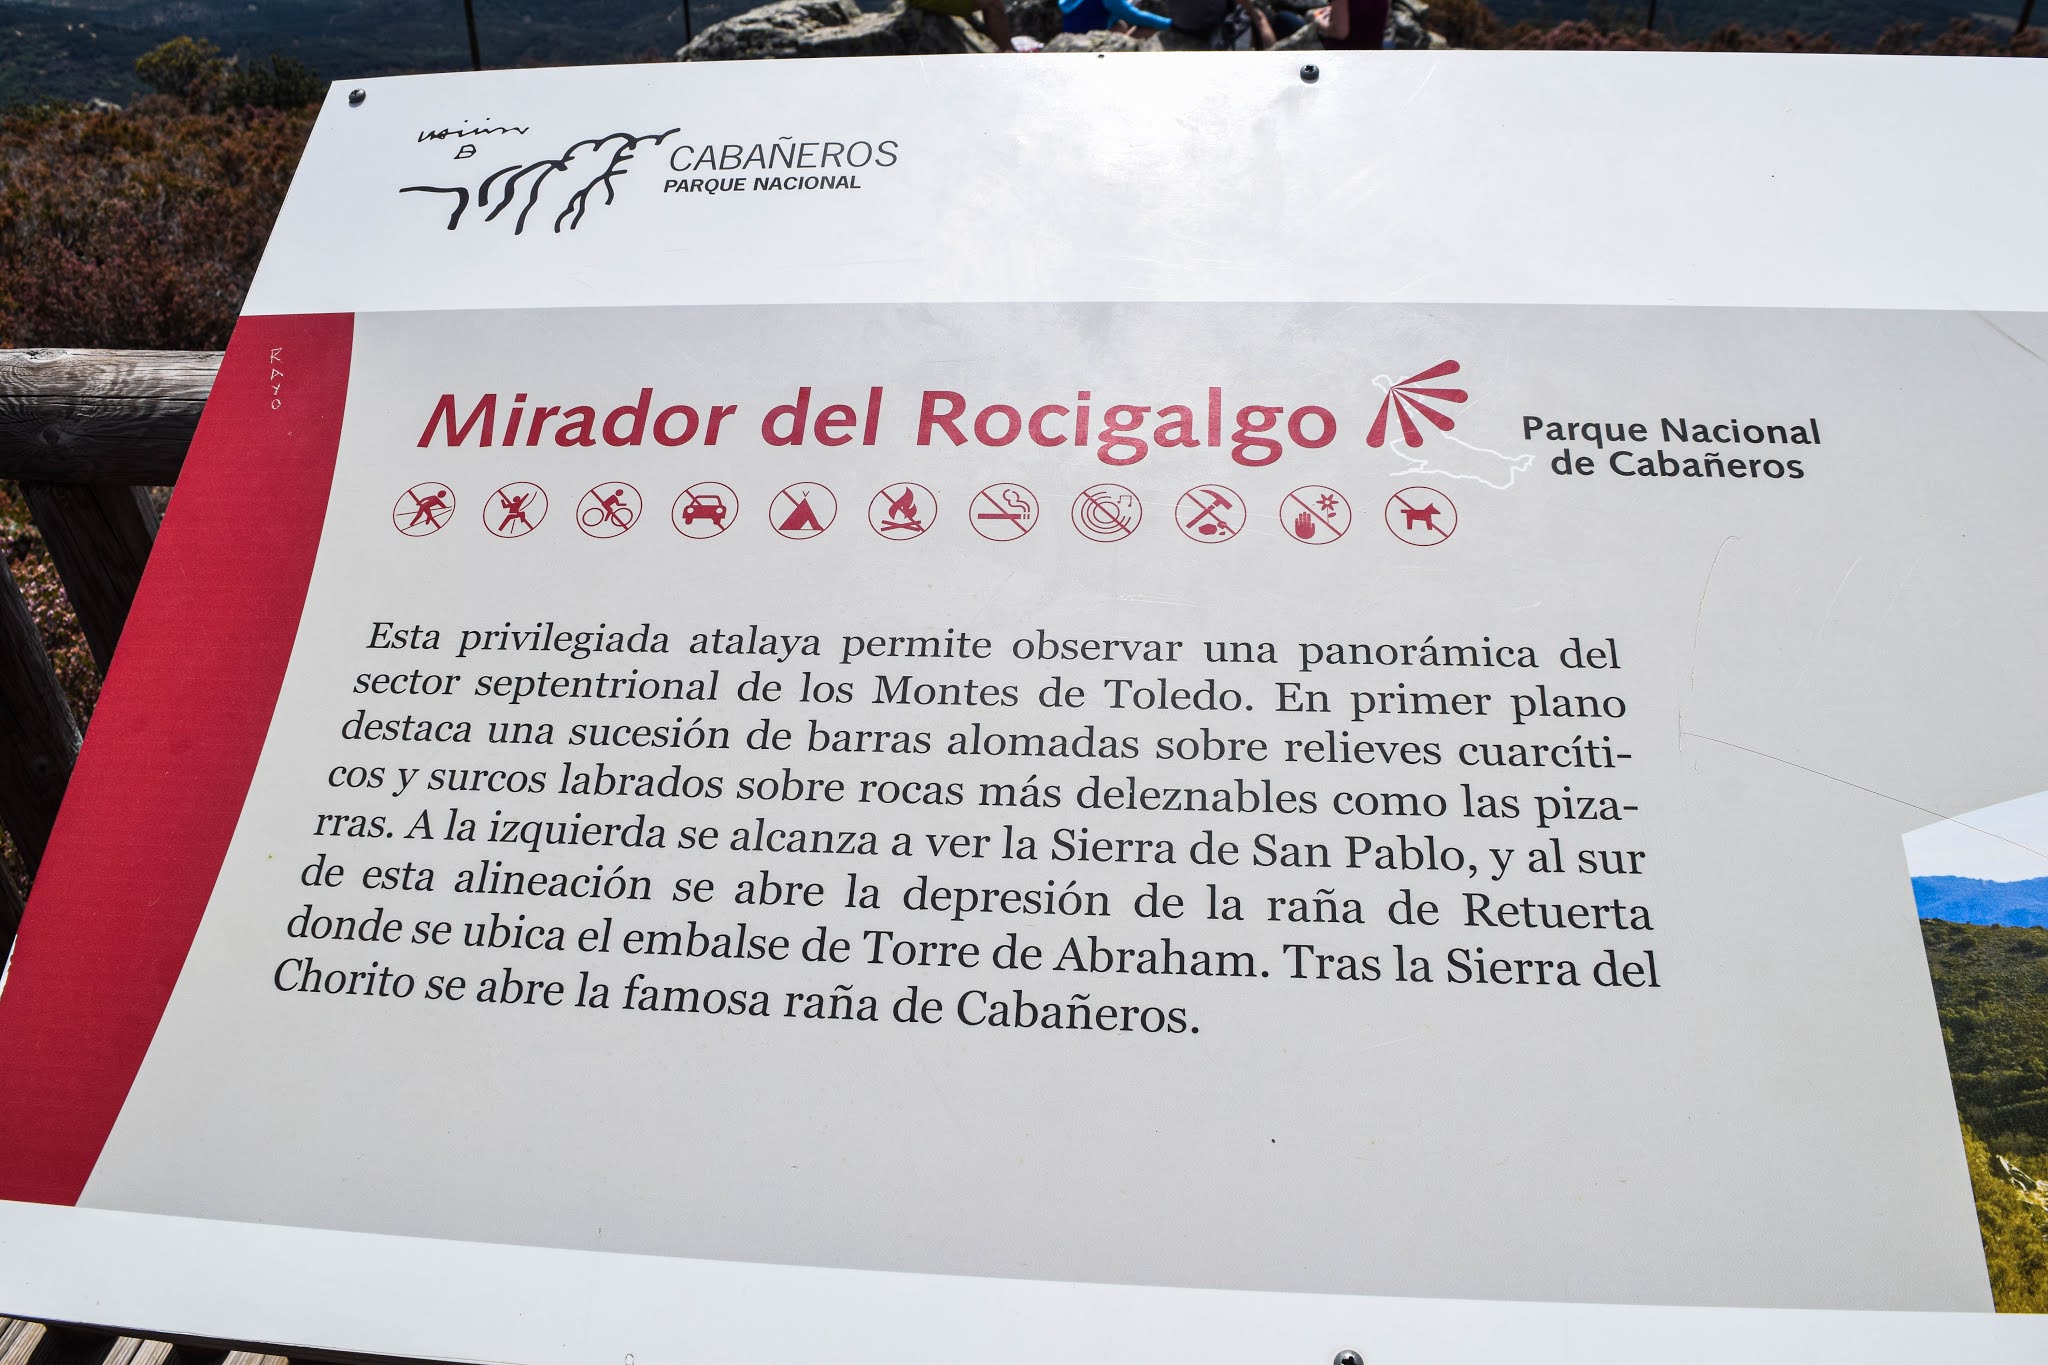 CABAÑEROS
PARQUE NACIONAL
RAYO
Mirador del Rocigalgo
Parque Nacional
de Cabañeros
Esta privilegiada atalaya permite observar una panorámica del
sector septentrional de los Montes de Toledo. En primer plano
destaca una sucesión de barras alomadas sobre relieves cuarcíti-
cos y surcos labrados sobre rocas más deleznables como las piza-
rras. A la izquierda se alcanza a ver la Sierra de San Pablo, y al sur
de esta alineación se abre la depresión de la raña de Retuerta
donde se ubica el embalse de Torre de Abraham. Tras la Sierra del
Chorito se abre la famosa raña de Cabañeros.